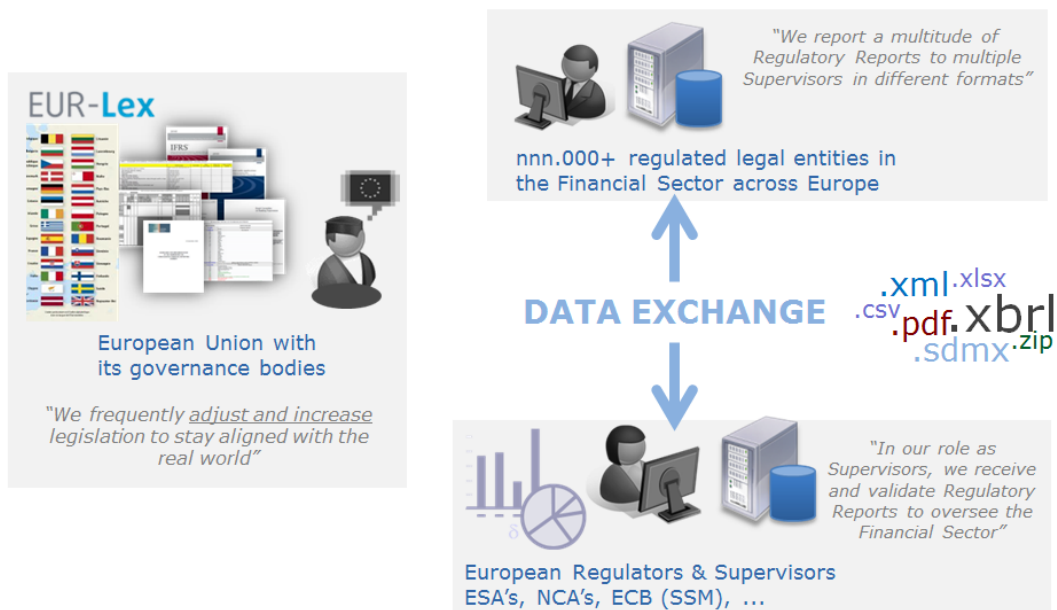 EUR-Lex
IFRS
European Union with
its governance bodies
“We frequently adjust and increase
legislation to stay aligned with the
real world”
“We report a multitude of
Regulatory Reports to multiple
Supervisors in different formats”
nnn.000+ regulated legal entities in
the Financial Sector across Europe
DATA EXCHANGE
.xml .xlsx
.csv .pdf .xbrl
.sdmx .zip
δ
“In our role as
Supervisors, we receive
and validate Regulatory
Reports to oversee the
Financial Sector”
European Regulators & Supervisors
ESA’s, NCA’s, ECB (SSM), ...